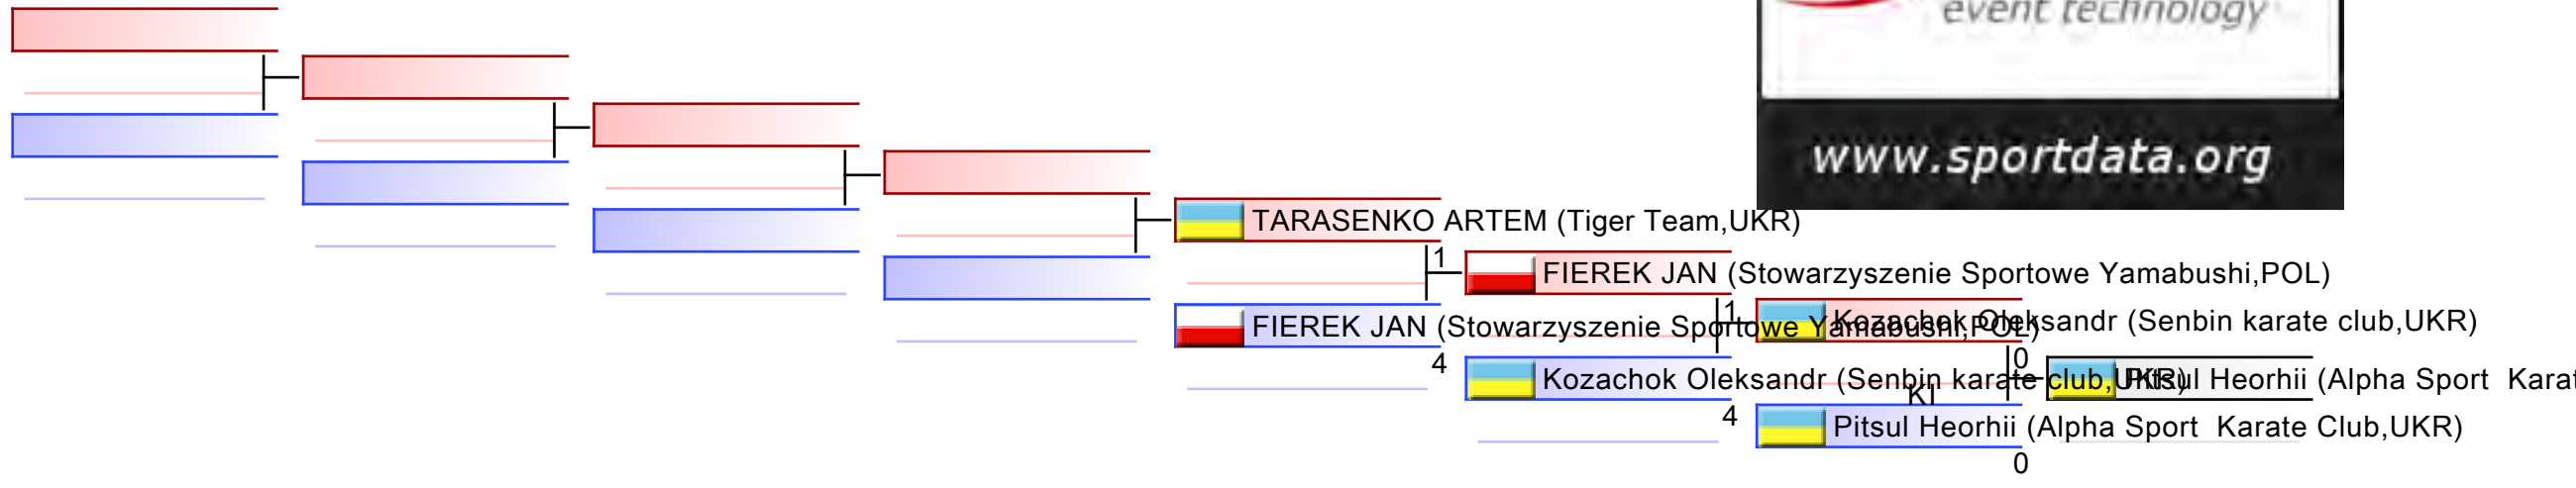 event technology
www.sportdata.org
TARASENKO ARTEM (Tiger Team,UKR)
1
FIEREK JAN (Stowarzyszenie Sportowe Yamabushi,POL)
1
Kozachok Oleksandr (Senbin karate club,UKR)
FIEREK JAN (Stowarzyszenie Sportowe Yamabushi,POL)
4
0
Kozachok Oleksandr (Senbin karate club,UKR)
Pitsul Heorhii (Alpha Sport  Karat
KI
4
Pitsul Heorhii (Alpha Sport  Karate Club,UKR)
0